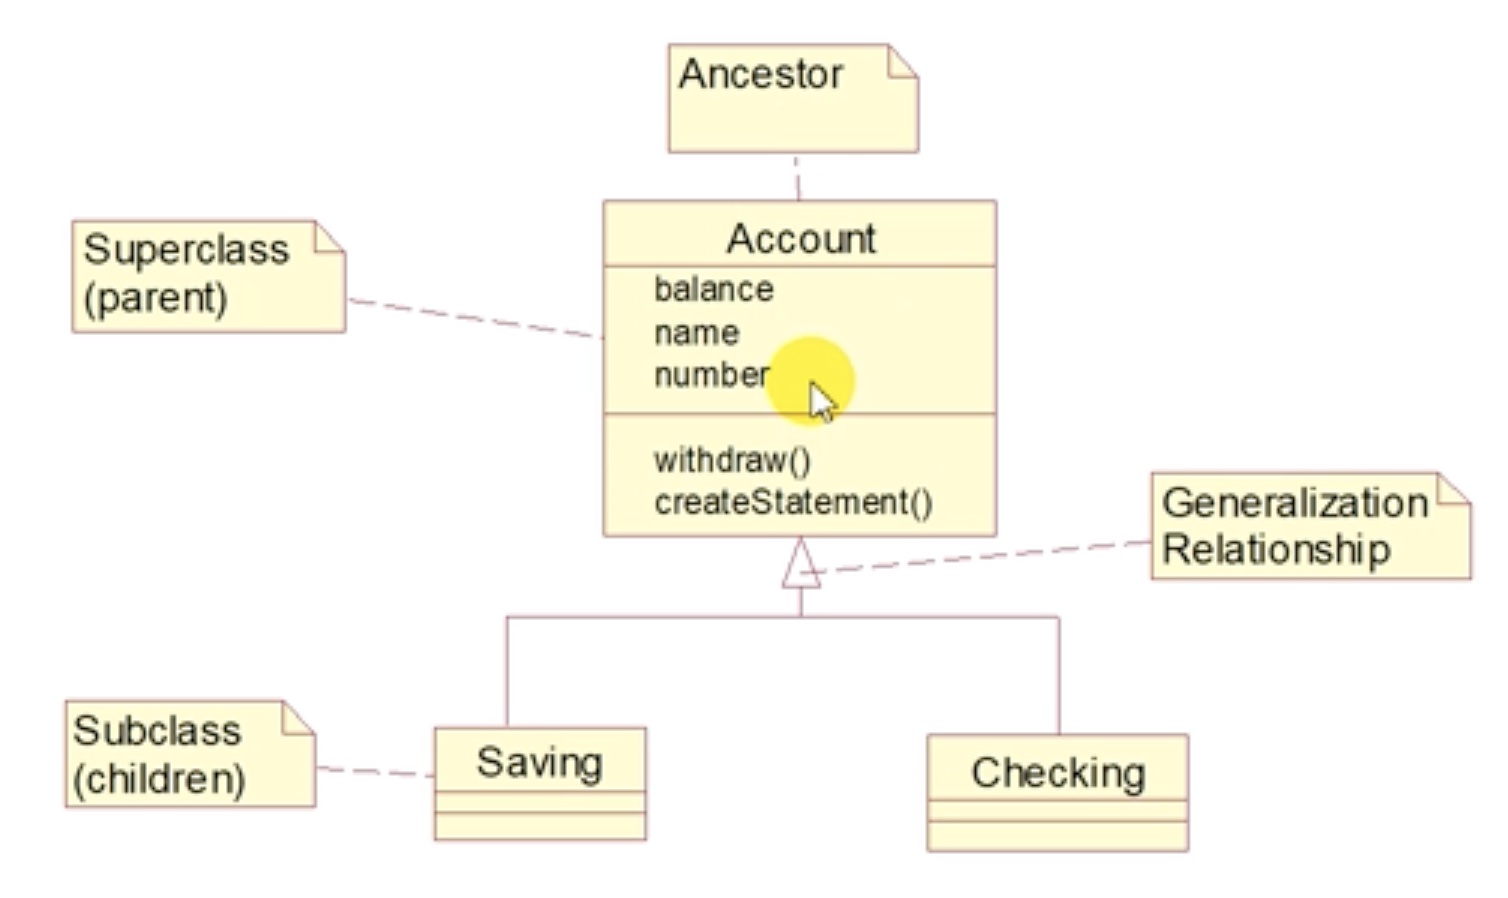 Ancestor
Superclass
(parent)
Account
balance
name
number
withdraw()
createStatement()
Generalization
Relationship
Subclass
(children)
Saving
Checking